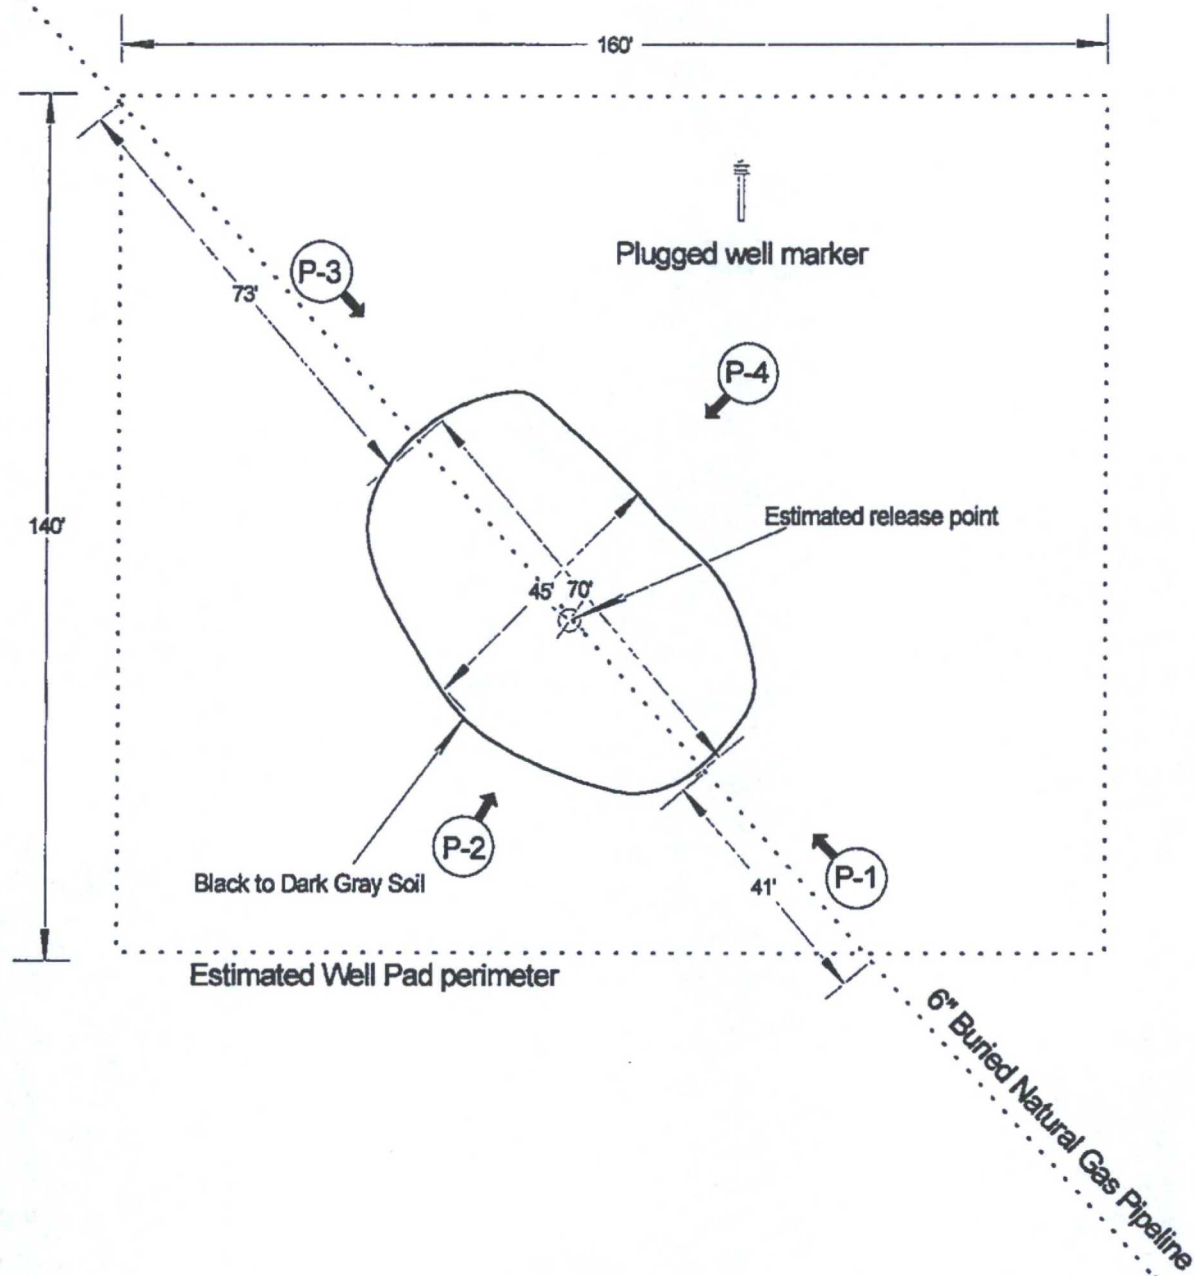 160'
Plugged well marker
P-3
73'
P-4
140'
Estimated release point
45' 70'
P-2
Black to Dark Gray Soil
P-1
41'
Estimated Well Pad perimeter
6" Buried Natural Gas Pipeline